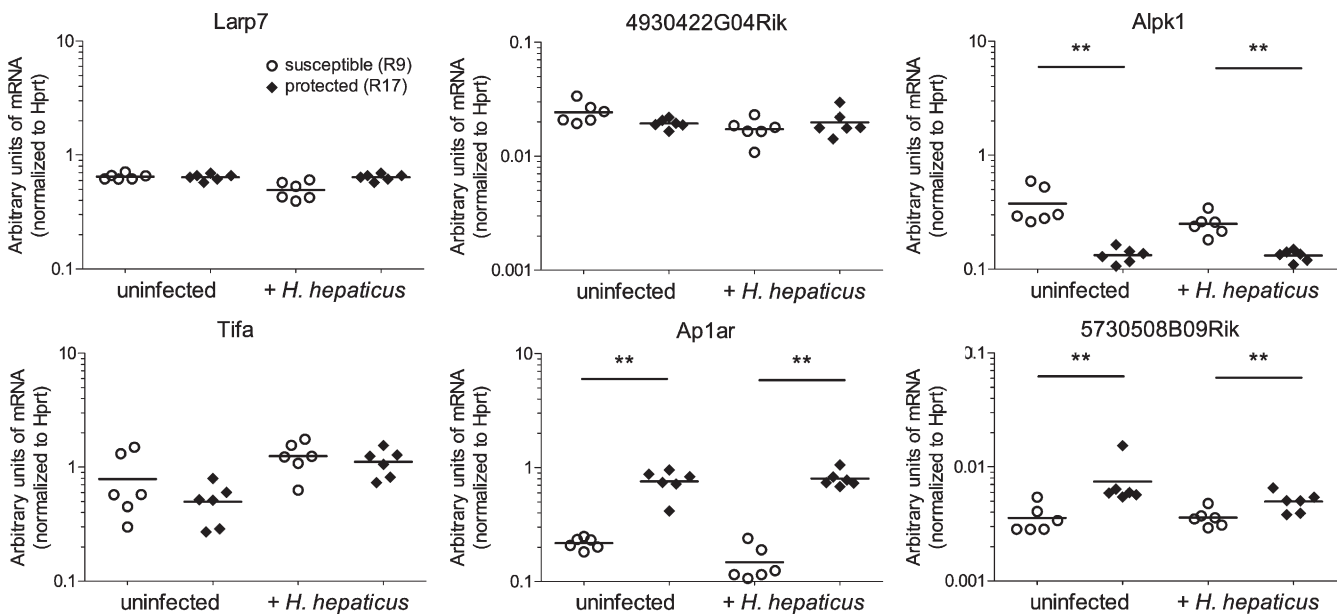 Larp7
Arbitrary units of mRNA
(normalized to Hprt)
10
1
0.1
susceptible (R9)
protected (R17)
uninfected
+ H. hepaticus
4930422G04Rik
Arbitrary units of mRNA
(normalized to Hprt)
0.1
0.01
0.001
uninfected
+ H. hepaticus
Alpk1
Arbitrary units of mRNA
(normalized to Hprt)
10
1
0.1
**
**
uninfected
+ H. hepaticus
Tifa
Arbitrary units of mRNA
(normalized to Hprt)
10
1
0.1
uninfected
+ H. hepaticus
Ap1ar
Arbitrary units of mRNA
(normalized to Hprt)
10
1
0.1
**
**
uninfected
+ H. hepaticus
5730508B09Rik
Arbitrary units of mRNA
(normalized to Hprt)
0.1
0.01
0.001
**
**
uninfected
+ H. hepaticus